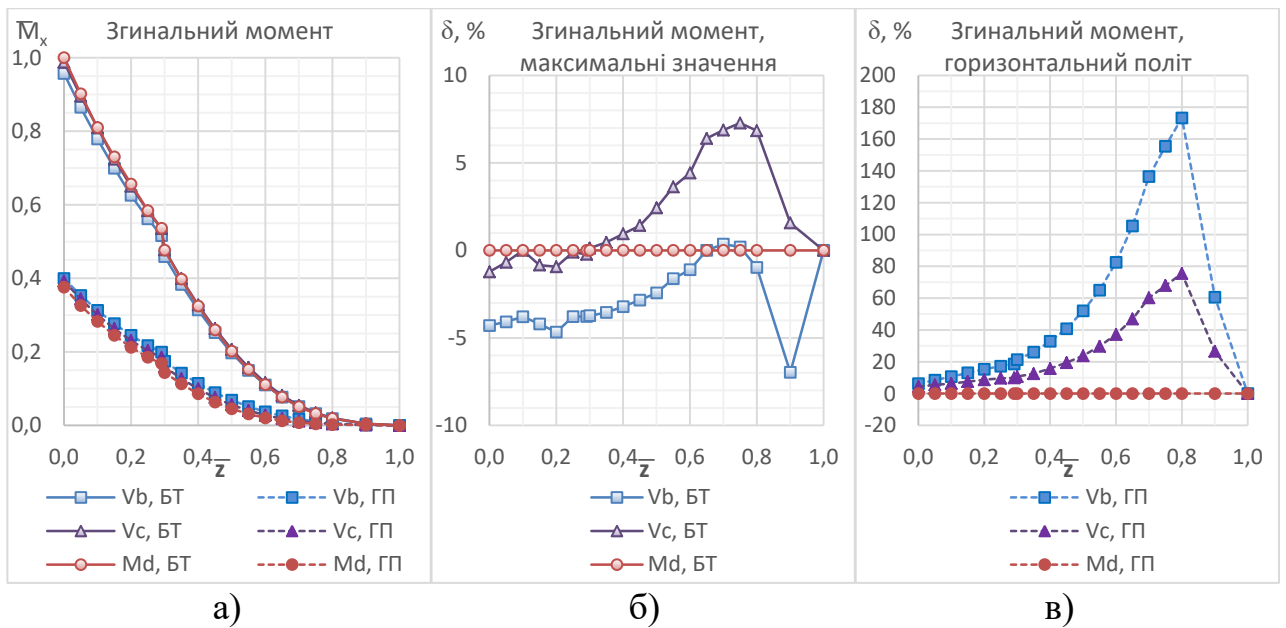 M̅ₓ Згинальний момент
1,0
0,8
0,6
0,4
0,2
0,0
0,0 0,2 0,4 0,6 0,8 1,0
z̅
Vb, БТ Vb, ГП
Vc, БТ Vc, ГП
Md, БТ Md, ГП
а)
δ, % Згинальний момент,
максимальні значення
10
5
0
-5
-10
0,0 0,2 0,4 0,6 0,8 1,0
z̅
Vb, БТ
Vc, БТ
Md, БТ
б)
δ, % Згинальний момент,
горизонтальний політ
200
180
160
140
120
100
80
60
40
20
0
-20
0,0 0,2 0,4 0,6 0,8 1,0
z̅
Vb, ГП
Vc, ГП
Md, ГП
в)